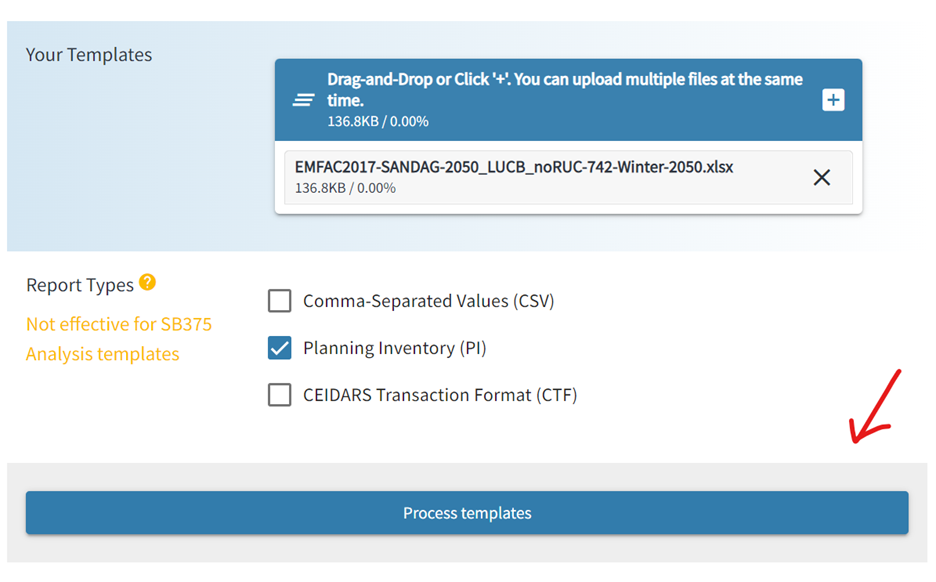 Your Templates
Drag-and-Drop or Click '+'. You can upload multiple files at the same
time.
136.8KB / 0.00%
EMFAC2017-SANDAG-2050_LUCB_noRUC-742-Winter-2050.xlsx
136.8KB / 0.00%
Report Types ?
Not effective for SB375
Analysis templates
Comma-Separated Values (CSV)
Planning Inventory (PI)
CEIDARS Transaction Format (CTF)
Process templates